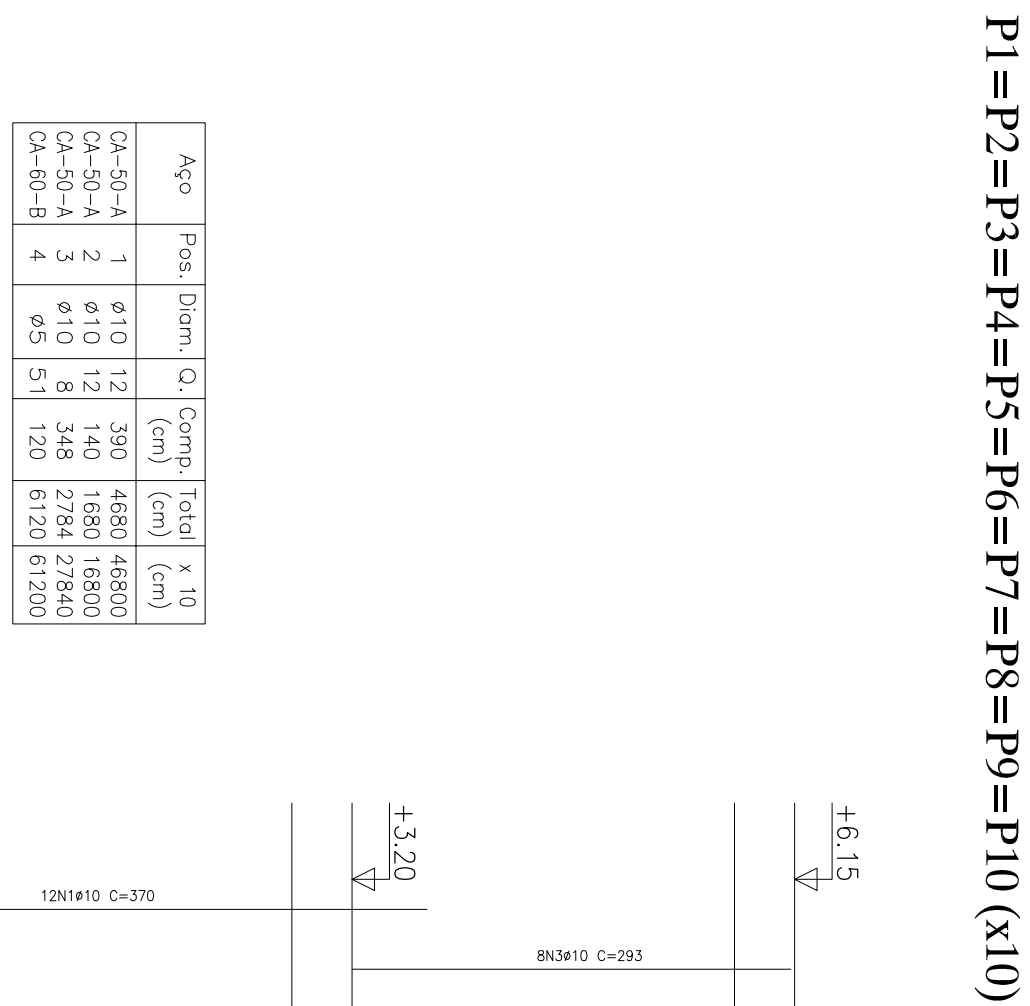 P1=P2=P3=P4=P5=P6=P7=P8=P9=P10 (x10)
Aço Pos. Diam. Q. Comp. (cm) Total (cm) x 10 (cm)
CA-50-A 1 ø10 12 390 4680 46800
CA-50-A 2 ø10 12 140 1680 16800
CA-50-A 3 ø10 8 348 2784 27840
CA-60-B 4 ø5 51 120 6120 61200
+6.15
+3.20
12N1ø10 C=370
8N3ø10 C=293